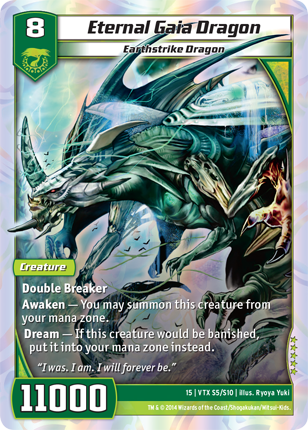 8
Eternal Gaia Dragon
Earthstrike Dragon
Creature
Double Breaker
Awaken — You may summon this creature from
your mana zone.
Dream — If this creature would be banished,
put it into your mana zone instead.
"I was. I am. I will forever be."
11000
15 | VTX S5/S10 | illus. Ryoya Yuki
TM & © 2014 Wizards of the Coast/Shogakukan/Mitsui-Kids.